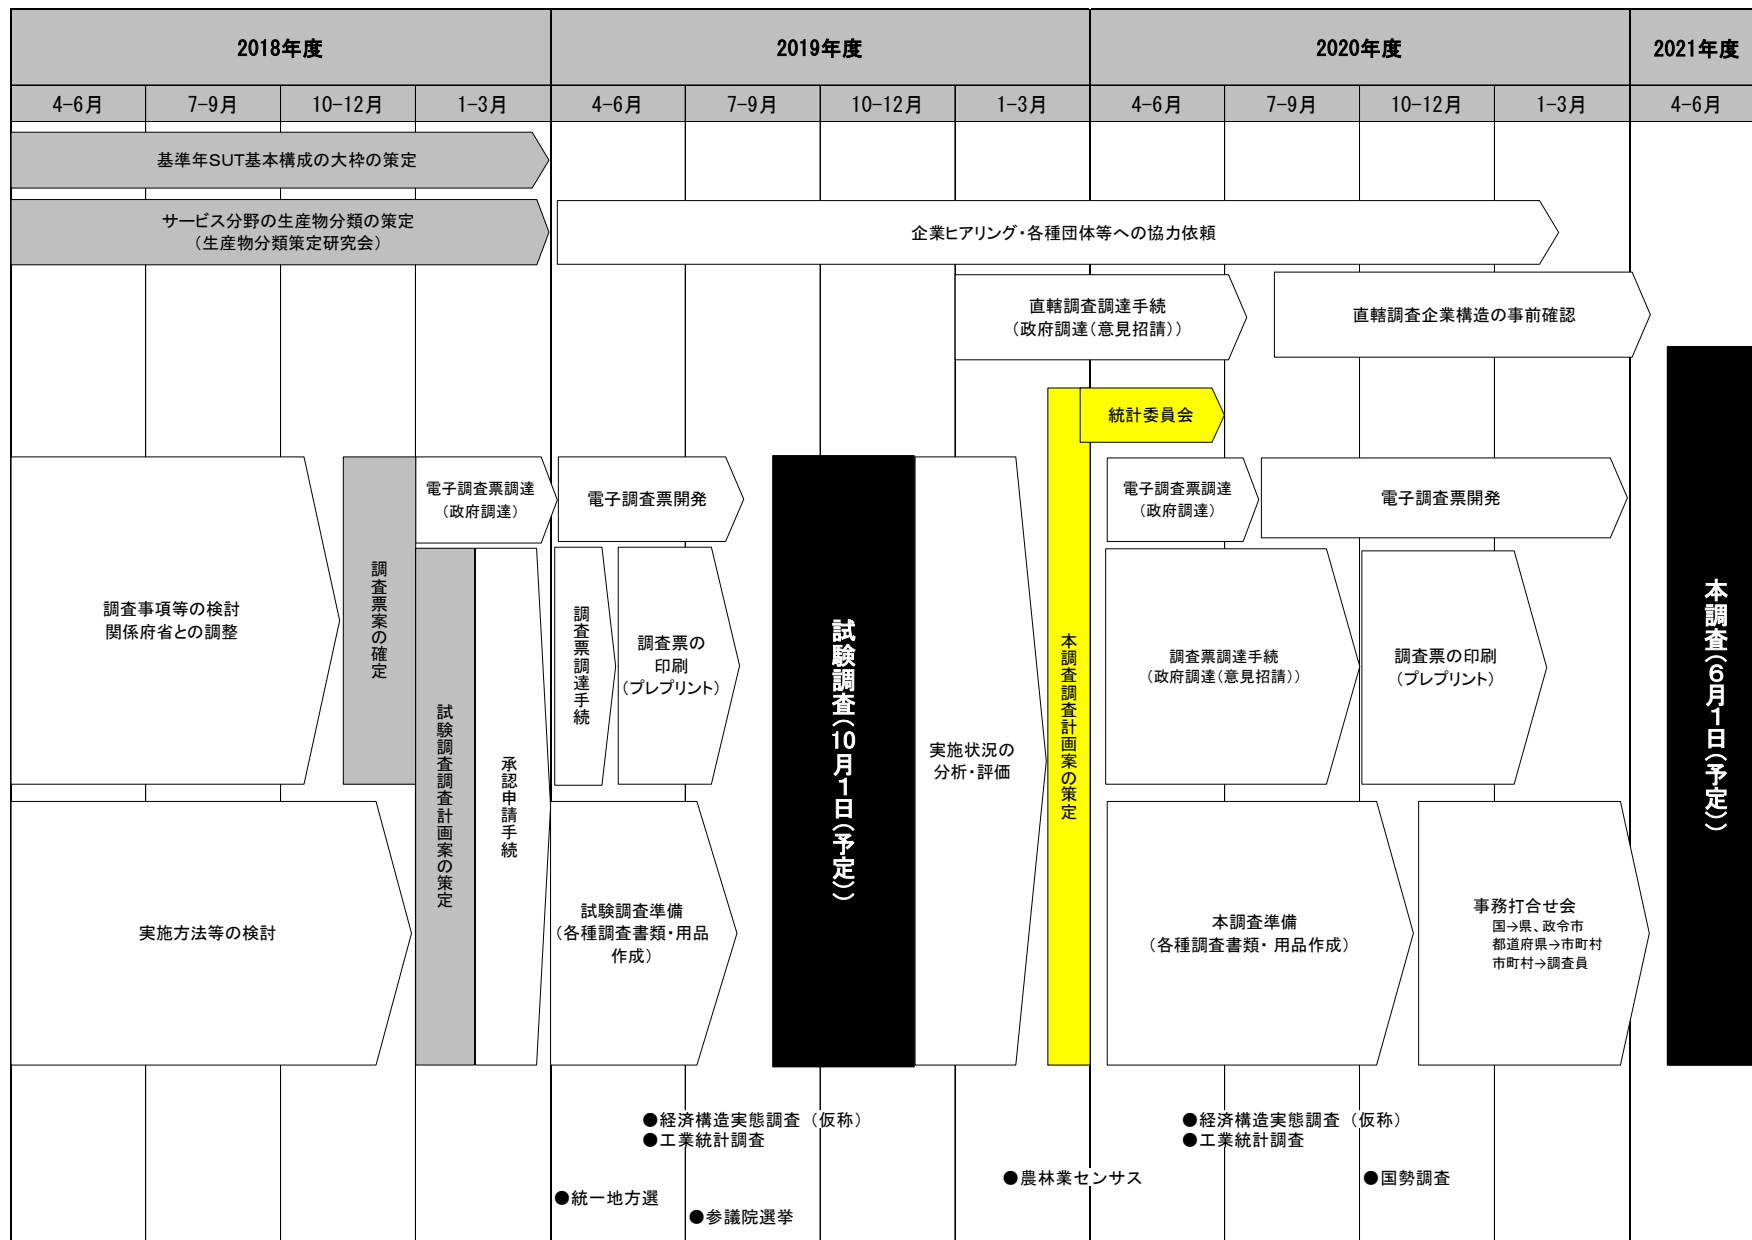 2018年度
2019年度
2020年度
2021年度
4-6月
7-9月
10-12月
1-3月
4-6月
7-9月
10-12月
1-3月
4-6月
7-9月
10-12月
1-3月
4-6月
基準年SUT基本構成の大枠の策定
サービス分野の生産物分類の策定
(生産物分類策定研究会)
企業ヒアリング・各種団体等への協力依頼
直轄調査調達手続
(政府調達(意見招請))
直轄調査企業構造の事前確認
統計委員会
電子調査票調達
(政府調達)
電子調査票開発
電子調査票調達
(政府調達)
電子調査票開発
調査事項等の検討
関係府省との調整
調査票案の確定
試験調査調査計画案の策定
承認申請手続
調査票調達手続
調査票の
印刷
(プレプリント)
試験調査(10月1日(予定))
実施状況の
分析・評価
本調査調査計画案の策定
調査票調達手続
(政府調達(意見招請))
調査票の印刷
(プレプリント)
本調査(6月1日(予定))
実施方法等の検討
試験調査準備
(各種調査書類・用品
作成)
本調査準備
(各種調査書類・ 用品作成)
事務打合せ会
国→県、政令市
都道府県→市町村
市町村→調査員
●経済構造実態調査 (仮称)
●工業統計調査
●経済構造実態調査 (仮称)
●工業統計調査
●農林業センサス
●国勢調査
●統一地方選
●参議院選挙